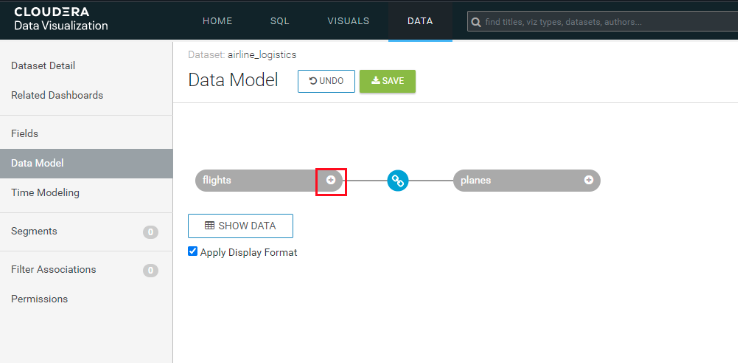 CLOUDERA
Data Visualization
HOME SQL VISUALS DATA
find titles, viz types, datasets, authors...
Dataset Detail
Related Dashboards
Fields
Data Model
Time Modeling
Segments 0
Filter Associations 0
Permissions
Dataset: airline_logistics
Data Model UNDO SAVE
flights planes
SHOW DATA
Apply Display Format